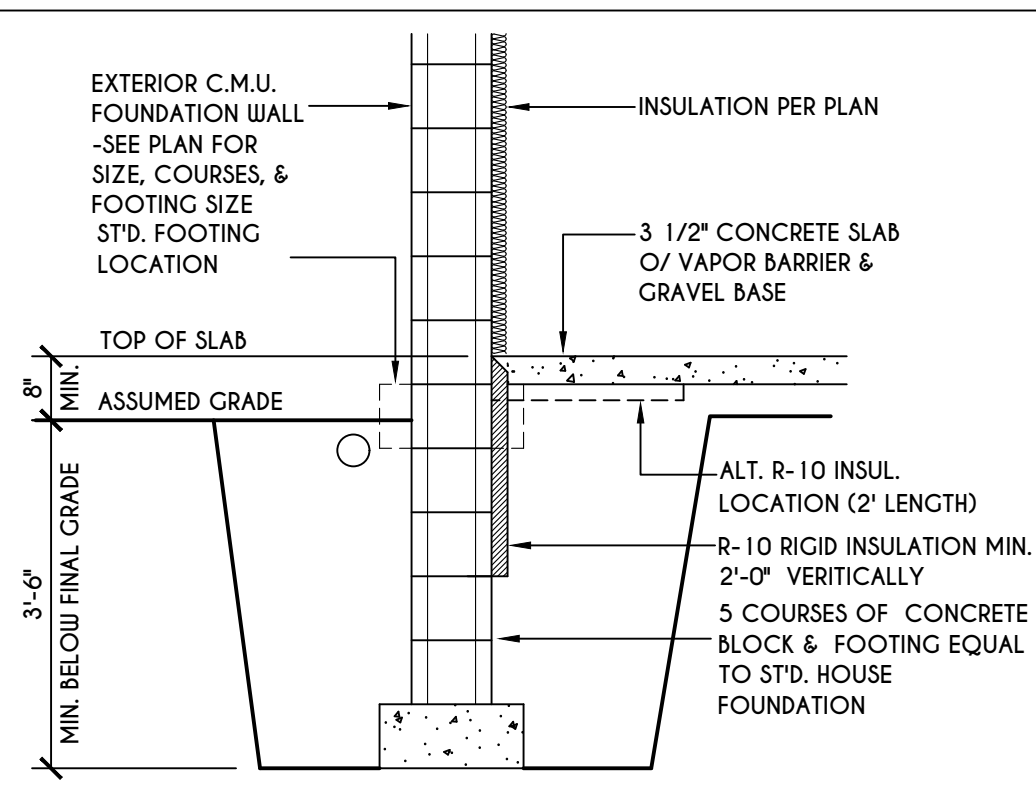 EXTERIOR C.M.U.
FOUNDATION WALL
-SEE PLAN FOR
SIZE, COURSES, &
FOOTING SIZE
ST'D. FOOTING
LOCATION
INSULATION PER PLAN
3 1/2" CONCRETE SLAB
O/ VAPOR BARRIER &
GRAVEL BASE
TOP OF SLAB
8"
MIN.
ASSUMED GRADE
3'-6"
MIN. BELOW FINAL GRADE
ALT. R-10 INSUL.
LOCATION (2' LENGTH)
R-10 RIGID INSULATION MIN.
2'-0" VERITICALLY
5 COURSES OF CONCRETE
BLOCK & FOOTING EQUAL
TO ST'D. HOUSE
FOUNDATION